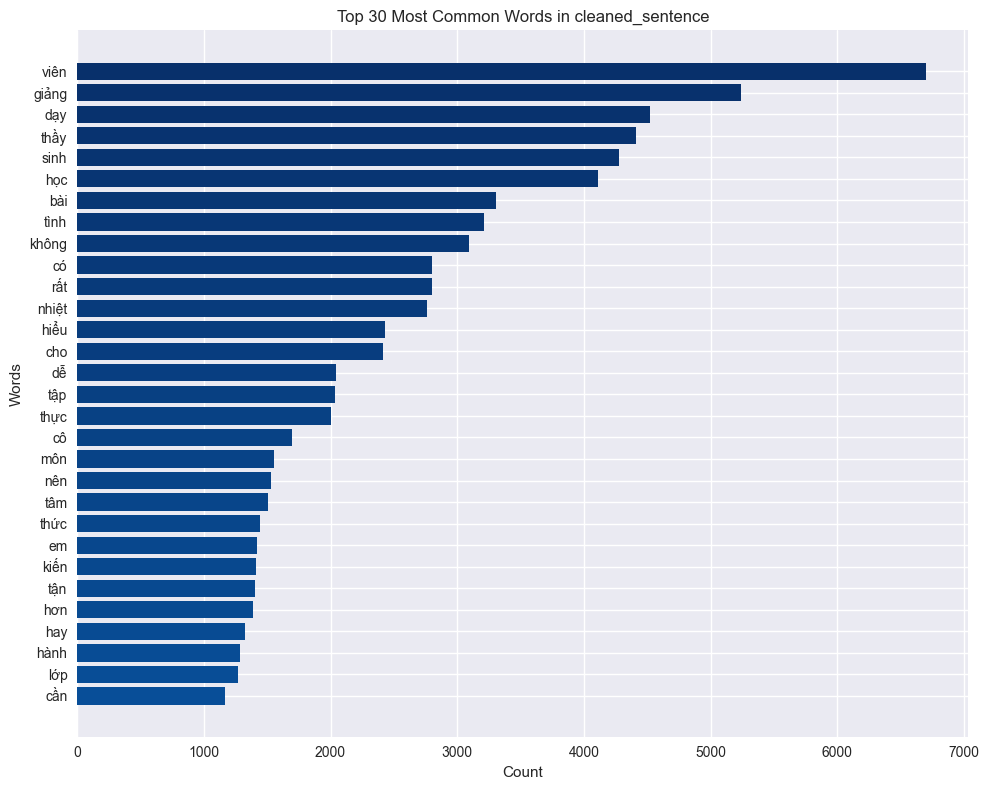 Top 30 Most Common Words in cleaned_sentence
Words
viên
giảng
dạy
thầy
sinh
học
bài
tình
không
có
rất
nhiệt
hiểu
cho
dễ
tập
thực
cô
môn
nên
tâm
thức
em
kiến
tận
hơn
hay
hành
lớp
cần
0 1000 2000 3000 4000 5000 6000 7000
Count